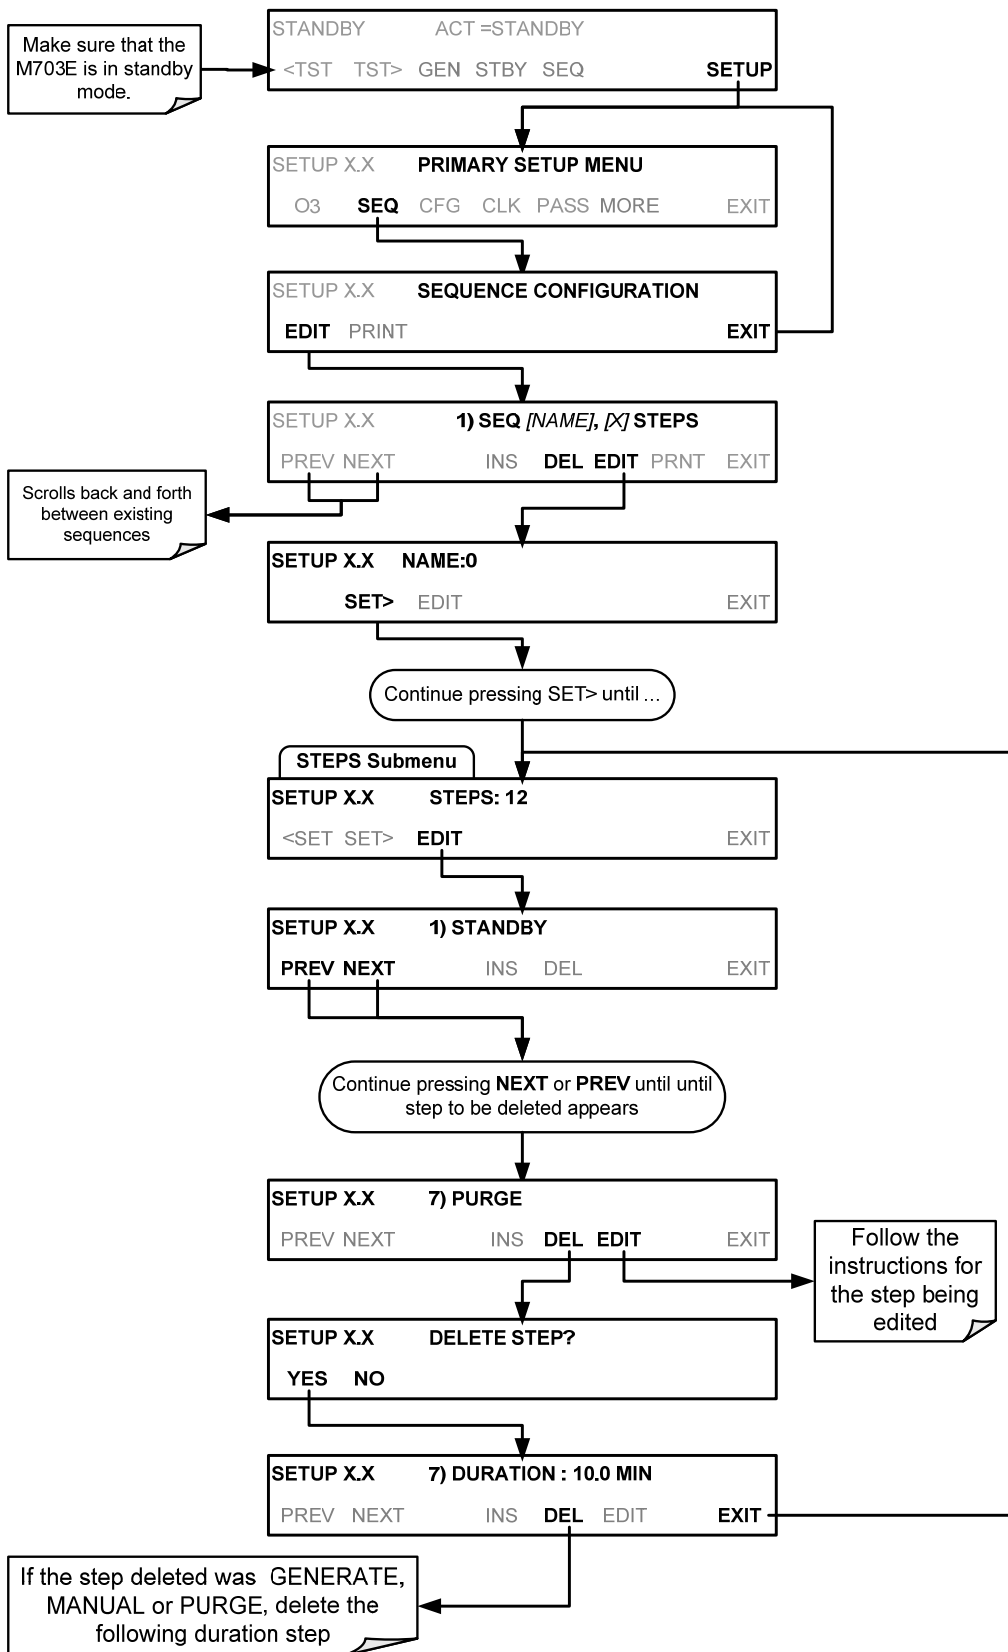 STANDBY ACT =STANDBY
Make sure that the
M703E is in standby
mode.
<TST TST> GEN STBY SEQ SETUP
SETUP X.X PRIMARY SETUP MENU
O3 SEQ CFG CLK PASS MORE EXIT
SETUP X.X SEQUENCE CONFIGURATION
EDIT PRINT EXIT
SETUP X.X 1) SEQ [NAME], [X] STEPS
PREV NEXT INS DEL EDIT PRNT EXIT
Scrolls back and forth
between existing
sequences
SETUP X.X NAME:0
SET> EDIT EXIT
Continue pressing SET> until ...
STEPS Submenu
SETUP X.X STEPS: 12
<SET SET> EDIT EXIT
SETUP X.X 1) STANDBY
PREV NEXT INS DEL EXIT
Continue pressing NEXT or PREV until until
step to be deleted appears
SETUP X.X 7) PURGE
PREV NEXT INS DEL EDIT EXIT
Follow the
instructions for
the step being
edited
SETUP X.X DELETE STEP?
YES NO
SETUP X.X 7) DURATION : 10.0 MIN
PREV NEXT INS DEL EDIT EXIT
If the step deleted was GENERATE,
MANUAL or PURGE, delete the
following duration step